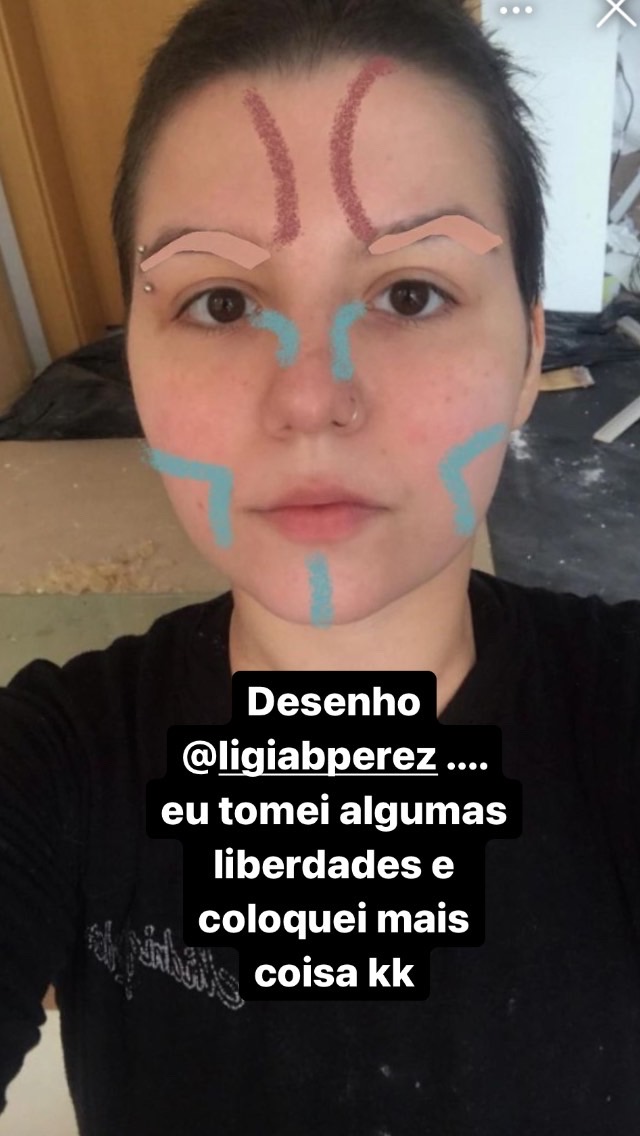 Desenho
@ligiabperez ....
eu tomei algumas
liberdades e
coloquei mais
coisa kk